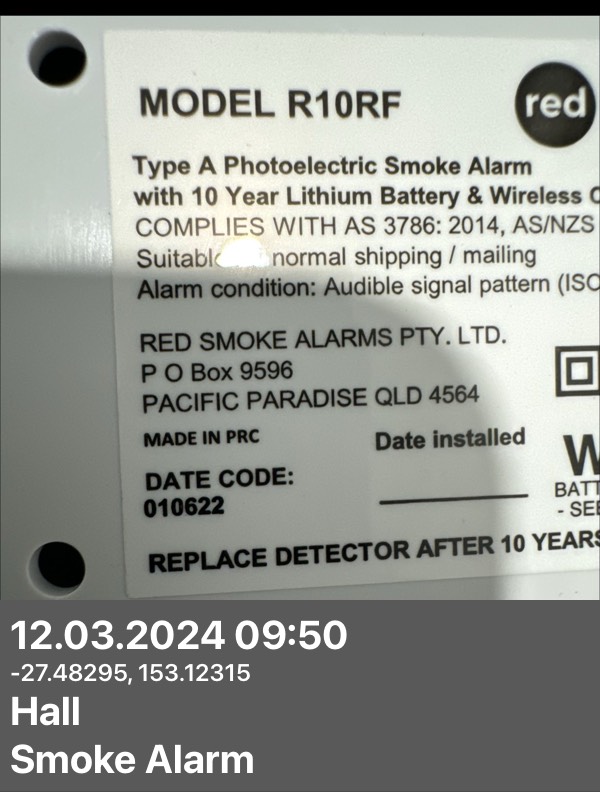 MODEL R10RF
red
Type A Photoelectric Smoke Alarm
with 10 Year Lithium Battery & Wireless
COMPLIES WITH AS 3786: 2014, AS/NZS
normal shipping / mailing
Alarm condition: Audible signal pattern (ISO
RED SMOKE ALARMS PTY. LTD.
P O Box 9596
PACIFIC PARADISE QLD 4564
MADE IN PRC
Date installed
DATE CODE:
010622
BATT
- SEE
REPLACE DETECTOR AFTER 10 YEARS
12.03.2024 09:50
-27.48295, 153.12315
Hall
Smoke Alarm